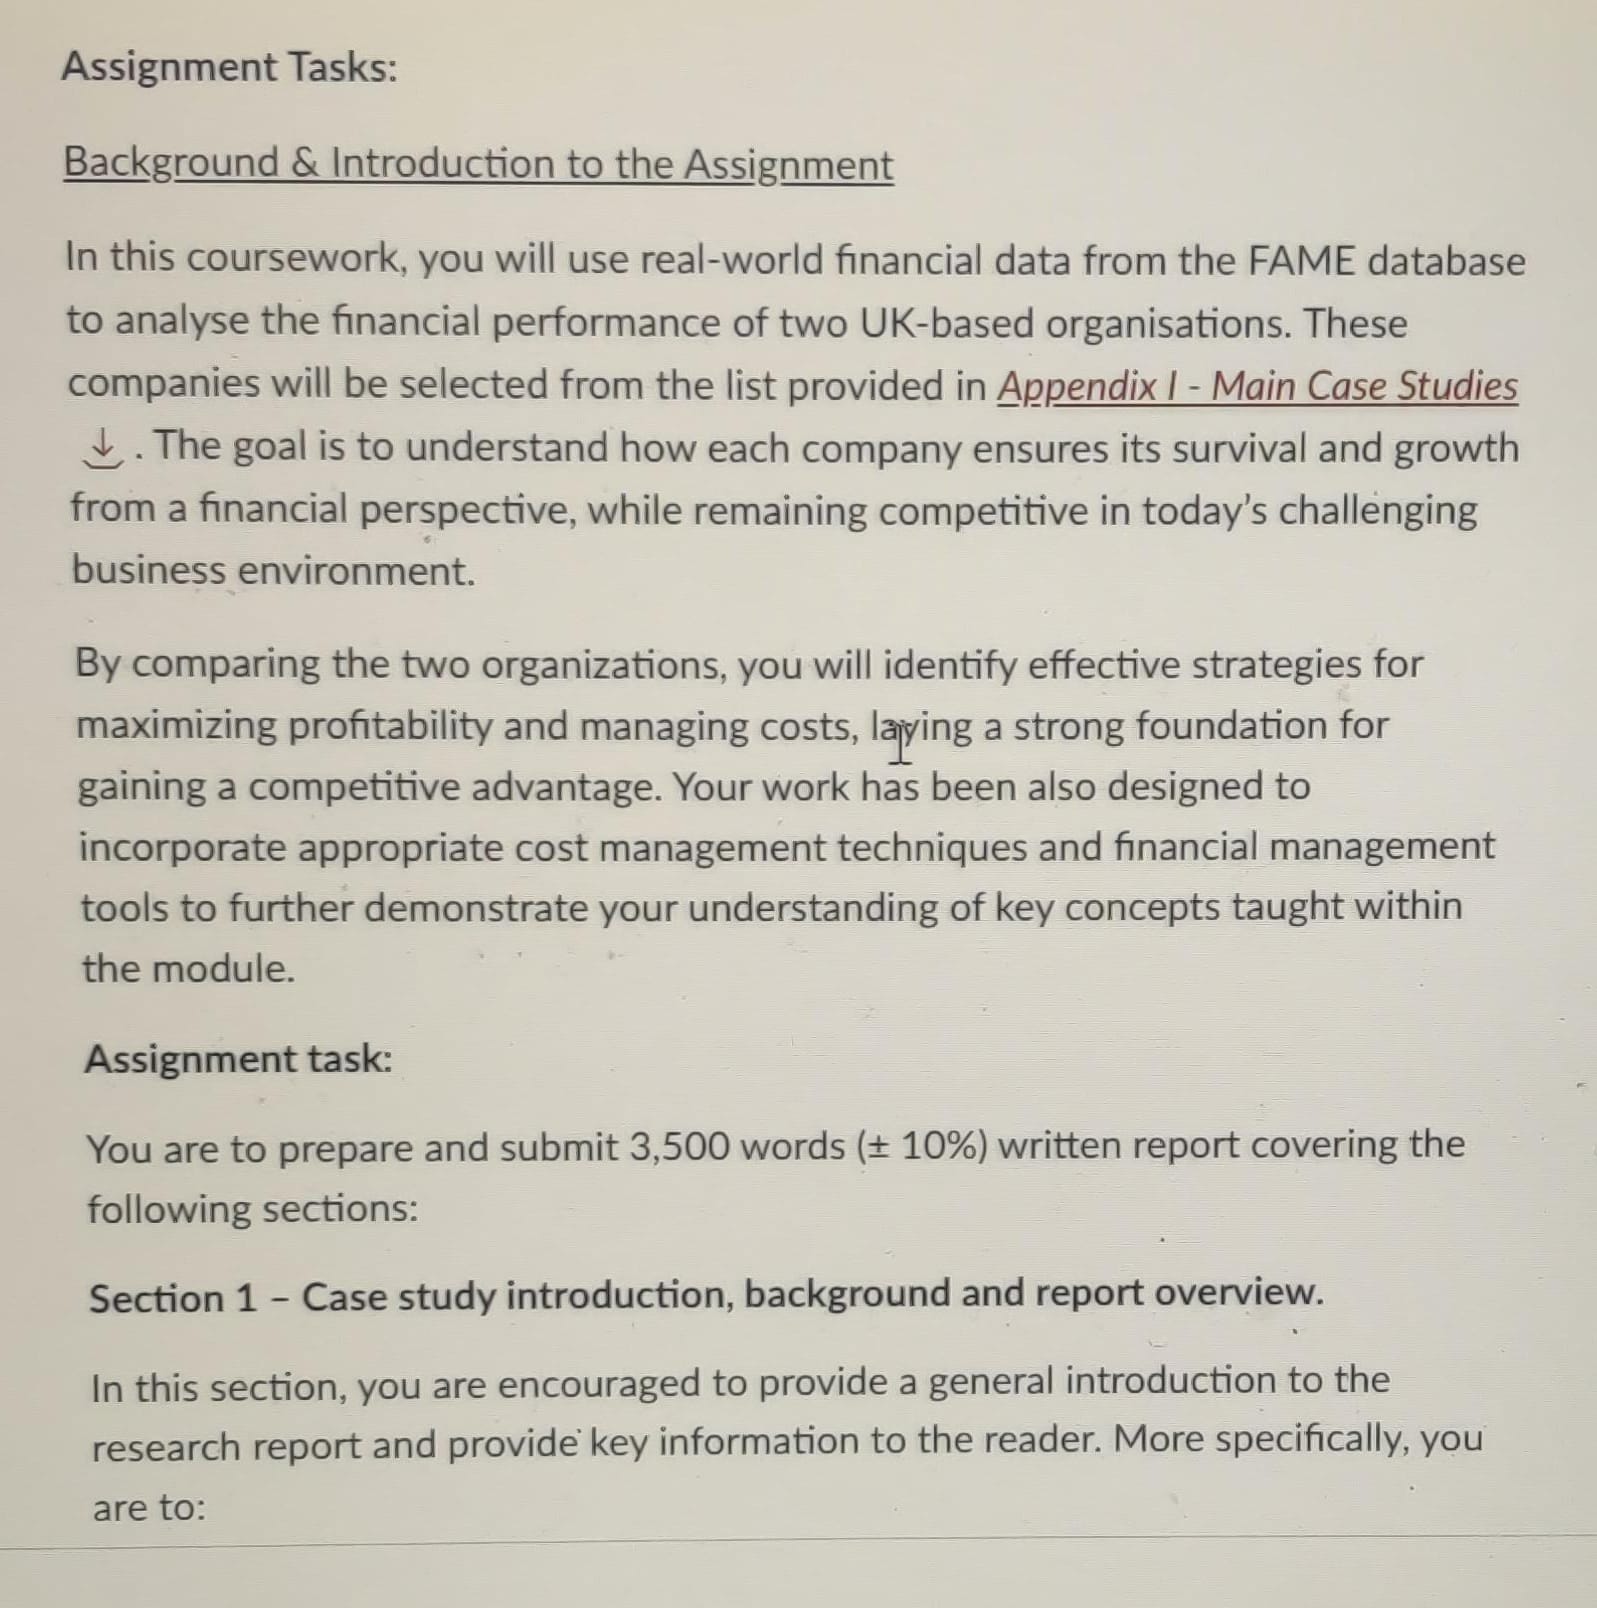 Assignment Tasks:
Background & Introduction to the Assignment
In this coursework, you will use real-world financial data from the FAME database
to analyse the financial performance of two UK-based organisations. These
companies will be selected from the list provided in Appendix I - Main Case Studies
. The goal is to understand how each company ensures its survival and growth
from a financial perspective, while remaining competitive in today's challenging
business environment.
By comparing the two organizations, you will identify effective strategies for
maximizing profitability and managing costs, laying a strong foundation for
gaining a competitive advantage. Your work has been also designed to
incorporate appropriate cost management techniques and financial management
tools to further demonstrate your understanding of key concepts taught within
the module.
Assignment task:
You are to prepare and submit 3,500 words (± 10%) written report covering the
following sections:
Section 1 – Case study introduction, background and report overview.
In this section, you are encouraged to provide a general introduction to the
research report and provide key information to the reader. More specifically, you
are to: